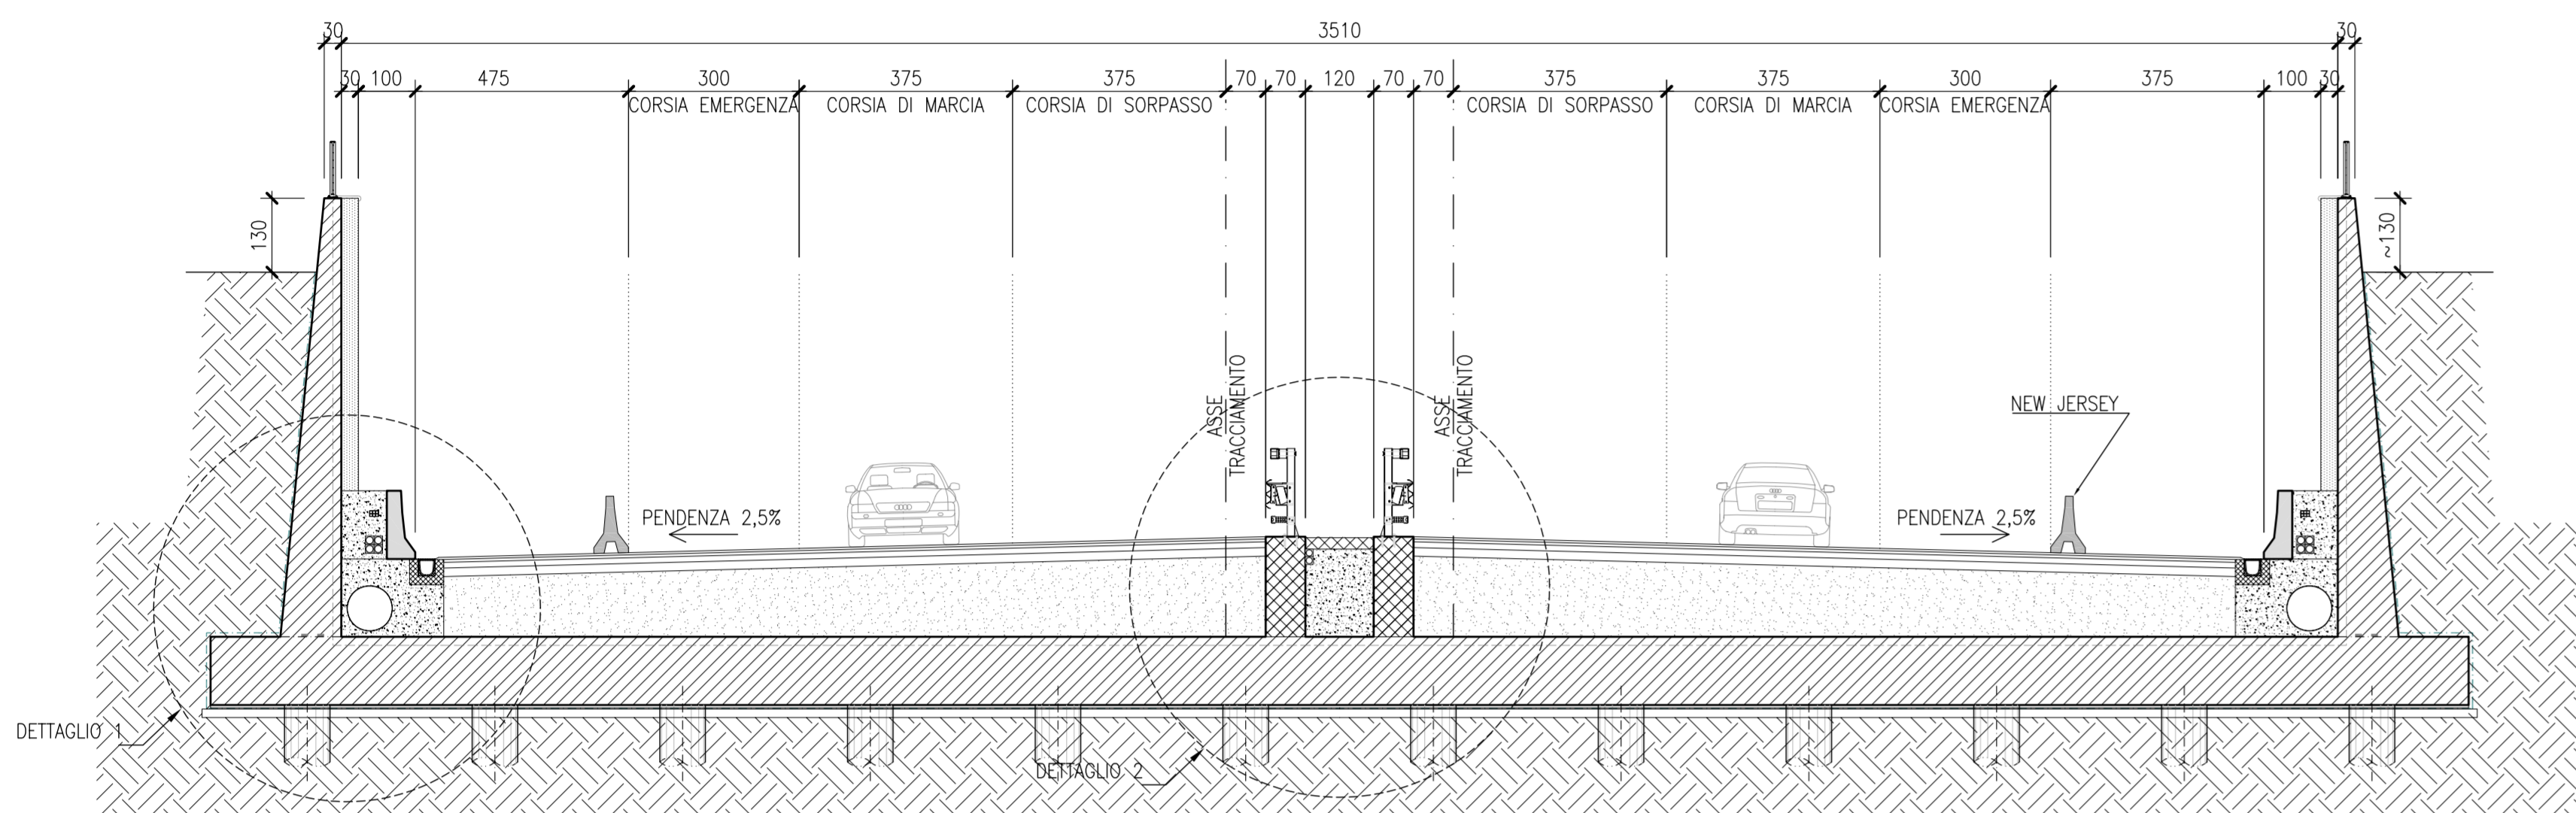 30
3510
30
30
100
475
300
375
375
70
70
120
70
70
375
375
300
375
100
30
CORSIA EMERGENZA
CORSIA DI MARCIA
CORSIA DI SORPASSO
CORSIA DI SORPASSO
CORSIA DI MARCIA
CORSIA EMERGENZA
130
~130
ASSE
TRACCIAMENTO
ASSE
TRACCIAMENTO
NEW JERSEY
PENDENZA 2,5%
PENDENZA 2,5%
DETTAGLIO 1
DETTAGLIO 2